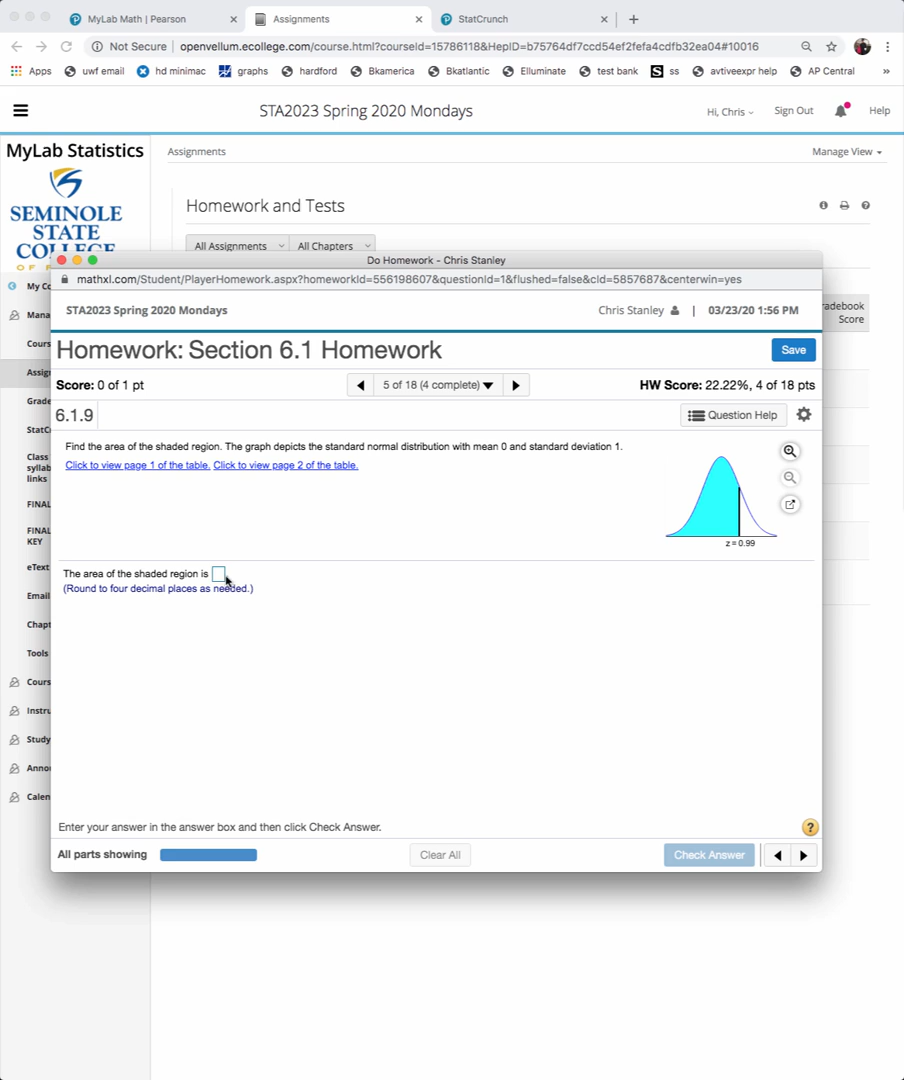 MyLab Math | Pearson
Assignments
StatCrunch
Not Secure | openvellum.ecollege.com/course.html?courseId=15786118&HepID=b75764df7ccd54ef2fefa4cdfb32ea04#10016
Apps uwf email hd minimac graphs hardford Bkamerica Bkatlantic Elluminate test bank ss avtiveexpr help AP Central »
STA2023 Spring 2020 Mondays
Hi, Chris
Sign Out
Help
MyLab Statistics
Assignments
Manage View
SEMINOLE
STATE
COLLEGE
Homework and Tests
All Assignments
All Chapters
Do Homework - Chris Stanley
mathxl.com/Student/PlayerHomework.aspx?homeworkId=556198607&questionId=1&flushed=false&cId=5857687&centerwin=yes
My Co
Mana
Cours
Assig
Grade
StatC
Class
syllab
links
FINAL
FINAL
KEY
eText
Email
Chapt
Tools
Cours
Instru
Study
Anno
Calen
radebook
Score
STA2023 Spring 2020 Mondays
Chris Stanley | 03/23/20 1:56 PM
Homework: Section 6.1 Homework
Save
Score: 0 of 1 pt
5 of 18 (4 complete)
HW Score: 22.22%, 4 of 18 pts
6.1.9
Question Help
Find the area of the shaded region. The graph depicts the standard normal distribution with mean 0 and standard deviation 1.
Click to view page 1 of the table. Click to view page 2 of the table.
z = 0.99
The area of the shaded region is
(Round to four decimal places as needed.)
Enter your answer in the answer box and then click Check Answer.
?
All parts showing
Clear All
Check Answer